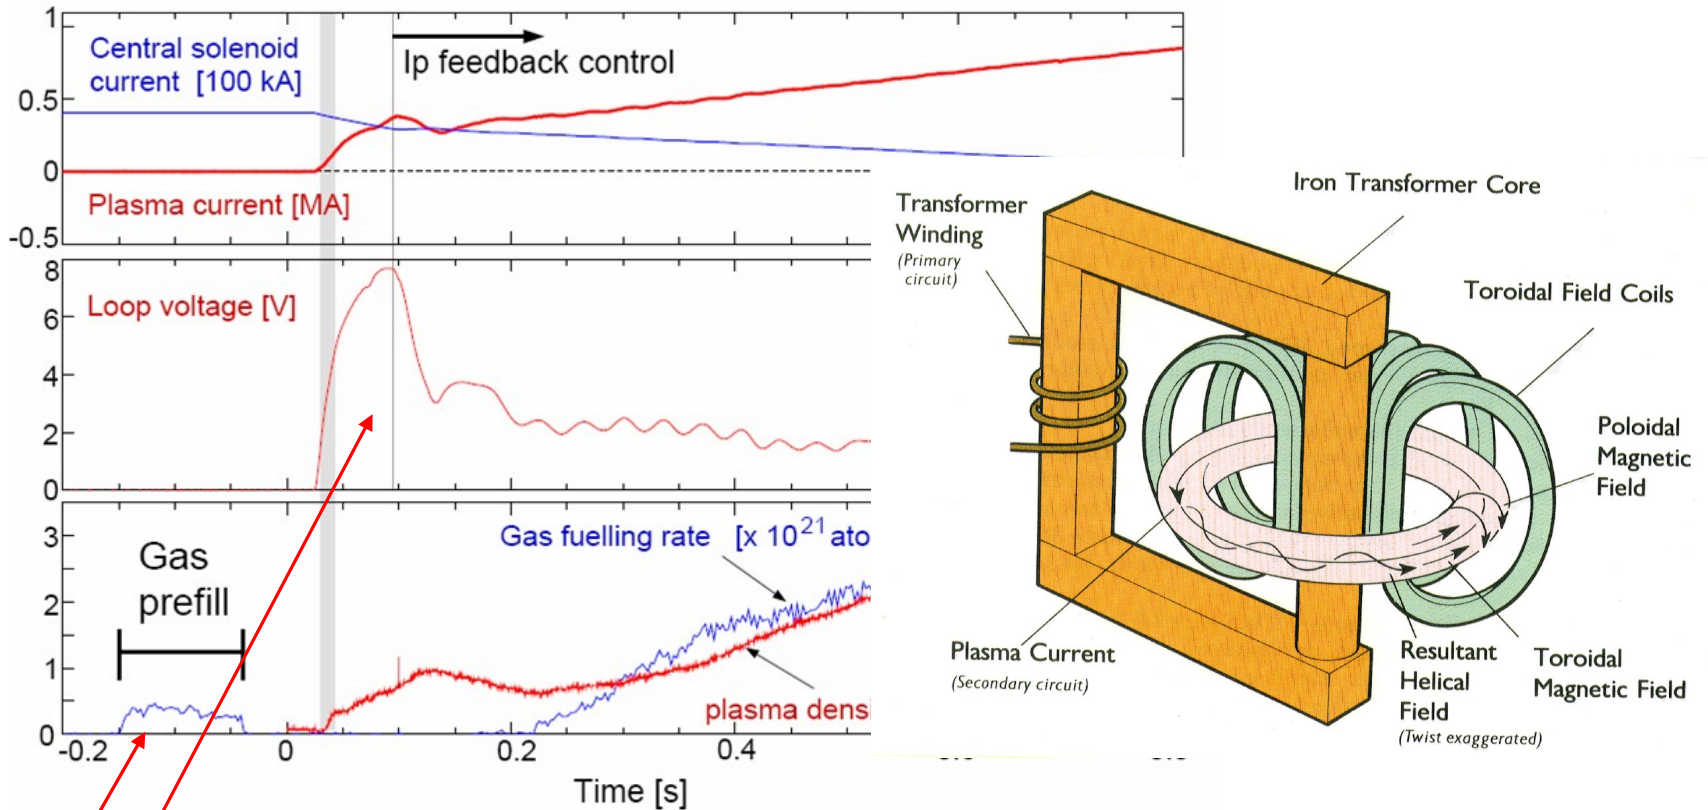 1
0.5
0
-0.5
Central solenoid
current [100 kA]
Ip feedback control
Plasma current [MA]
8
6
4
2
0
Loop voltage [V]
3
2
1
0
Gas
prefill
Gas fuelling rate [x 10²¹ ato
plasma densi
-0.2
0
0.2
0.4
Time [s]
Iron Transformer Core
Transformer
Winding
(Primary
circuit)
Toroidal Field Coils
Poloidal
Magnetic
Field
Plasma Current
(Secondary circuit)
Resultant
Helical
Field
(Twist exaggerated)
Toroidal
Magnetic Field